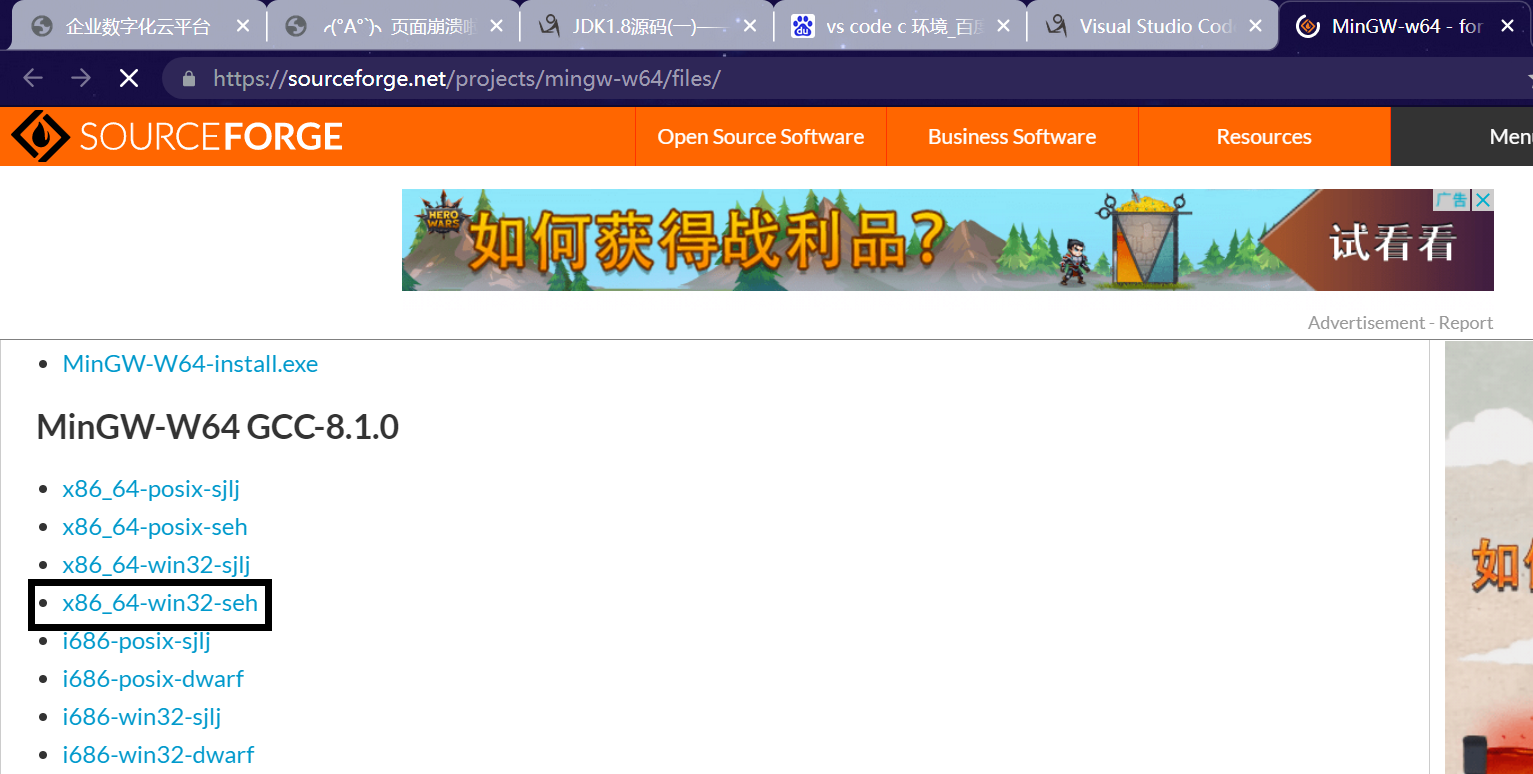 企业数字化云平台
╭(°A°`)╮ 页面崩溃啦
JDK1.8源码(一)——
vs code c 环境_百度
Visual Studio Cod
MinGW-w64 - for
https://sourceforge.net/projects/mingw-w64/files/
SOURCEFORGE
Open Source Software
Business Software
Resources
Menu
HERO WARS
如何获得战利品?
广告
试看看
Advertisement - Report
MinGW-W64-install.exe
MinGW-W64 GCC-8.1.0
x86_64-posix-sjlj
x86_64-posix-seh
x86_64-win32-sjlj
x86_64-win32-seh
i686-posix-sjlj
i686-posix-dwarf
i686-win32-sjlj
i686-win32-dwarf
如